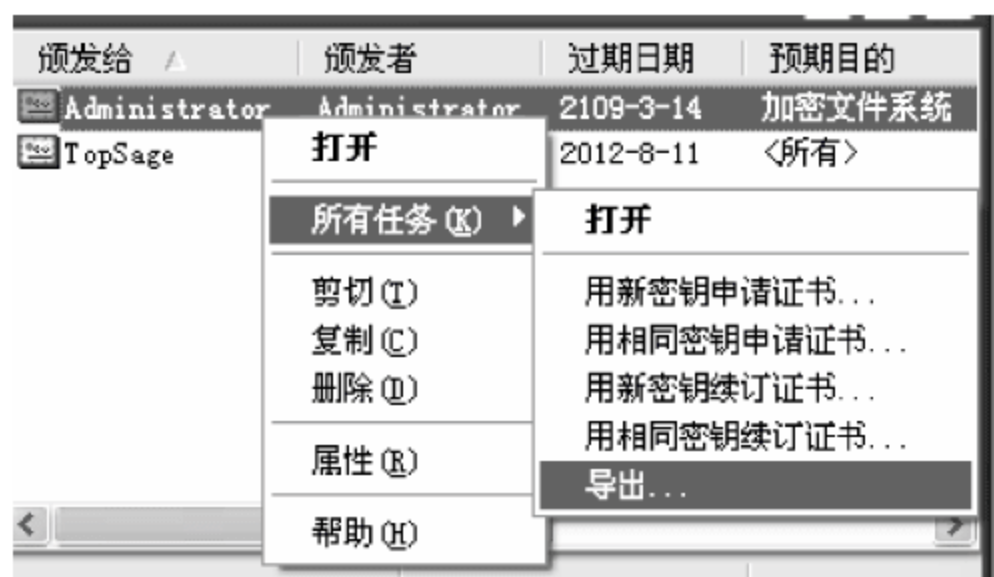 颁发给 颁发者 过期日期 预期目的
Administrator Administrator 2109-3-14 加密文件系统
TopSage 2012-8-11 <所有>
打开
所有任务(K)
剪切(T)
复制(C)
删除(D)
属性(R)
帮助(H)
打开
用新密钥申请证书...
用相同密钥申请证书...
用新密钥续订证书...
用相同密钥续订证书...
导出...